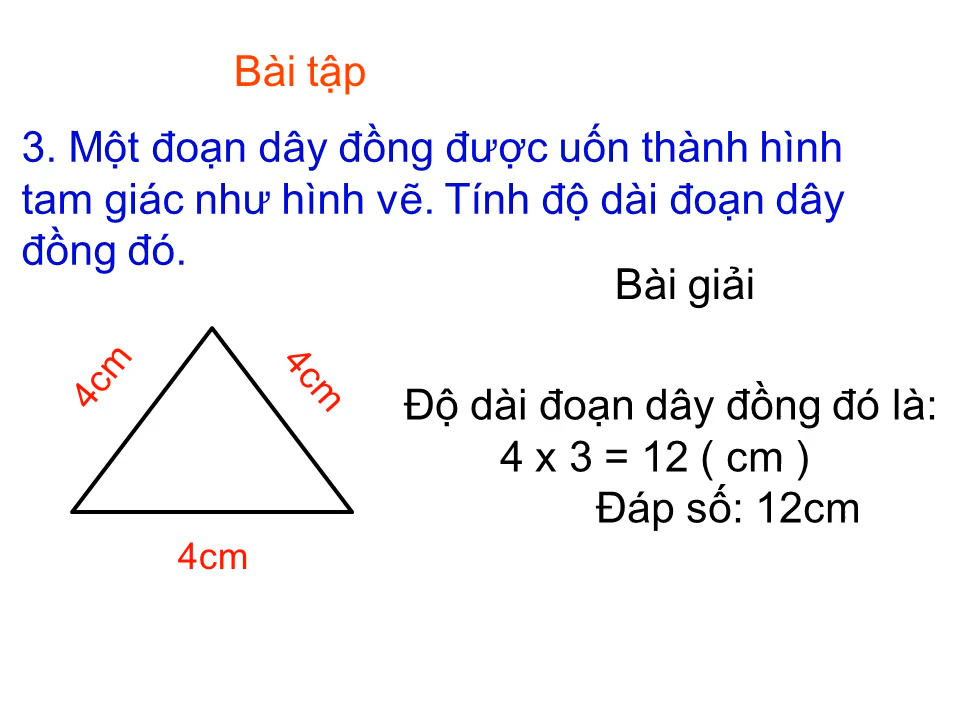 Bài tập
3. Một đoạn dây đồng được uốn thành hình
tam giác như hình vẽ. Tính độ dài đoạn dây
đồng đó.
Bài giải
4cm
4cm
4cm
Độ dài đoạn dây đồng đó là:
4 x 3 = 12 ( cm )
Đáp số: 12cm